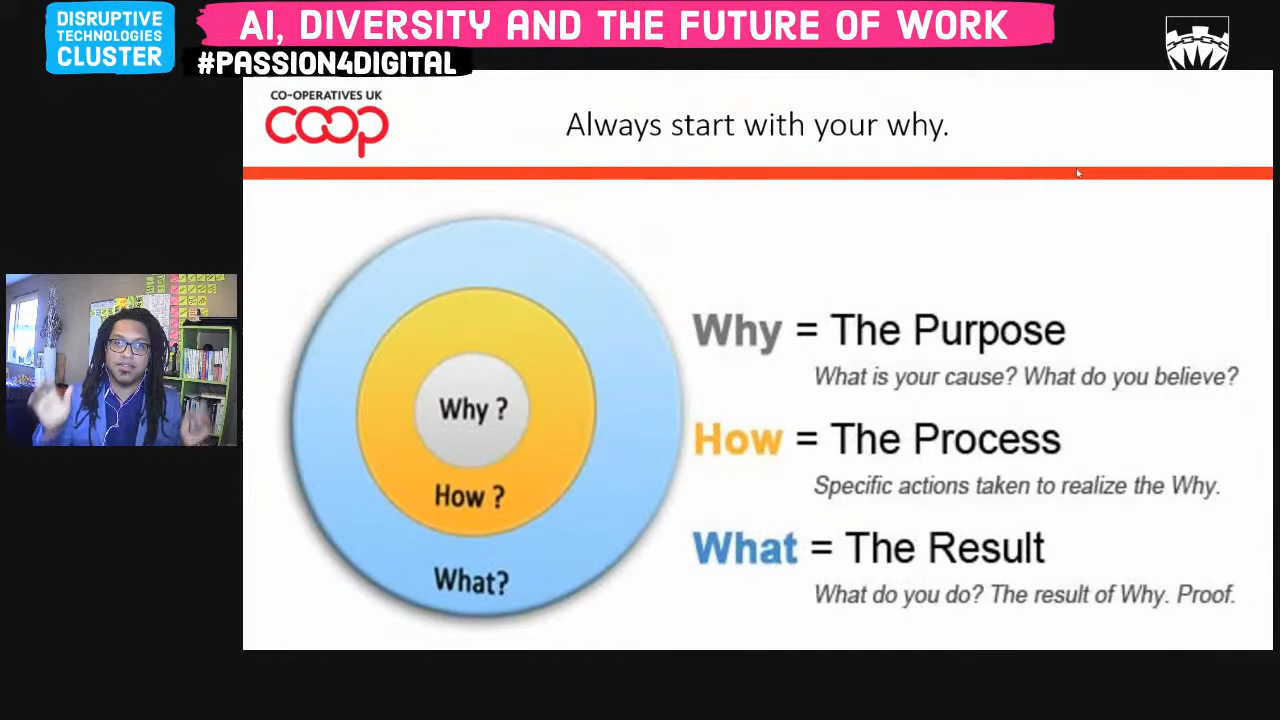 DISRUPTIVE
TECHNOLOGIES
CLUSTER
AI, DIVERSITY AND THE FUTURE OF WORK
#PASSION4DIGITAL
CO-OPERATIVES UK
coop
Always start with your why.
Why ?
How ?
What?
Why = The Purpose
What is your cause? What do you believe?
How = The Process
Specific actions taken to realize the Why.
What = The Result
What do you do? The result of Why. Proof.